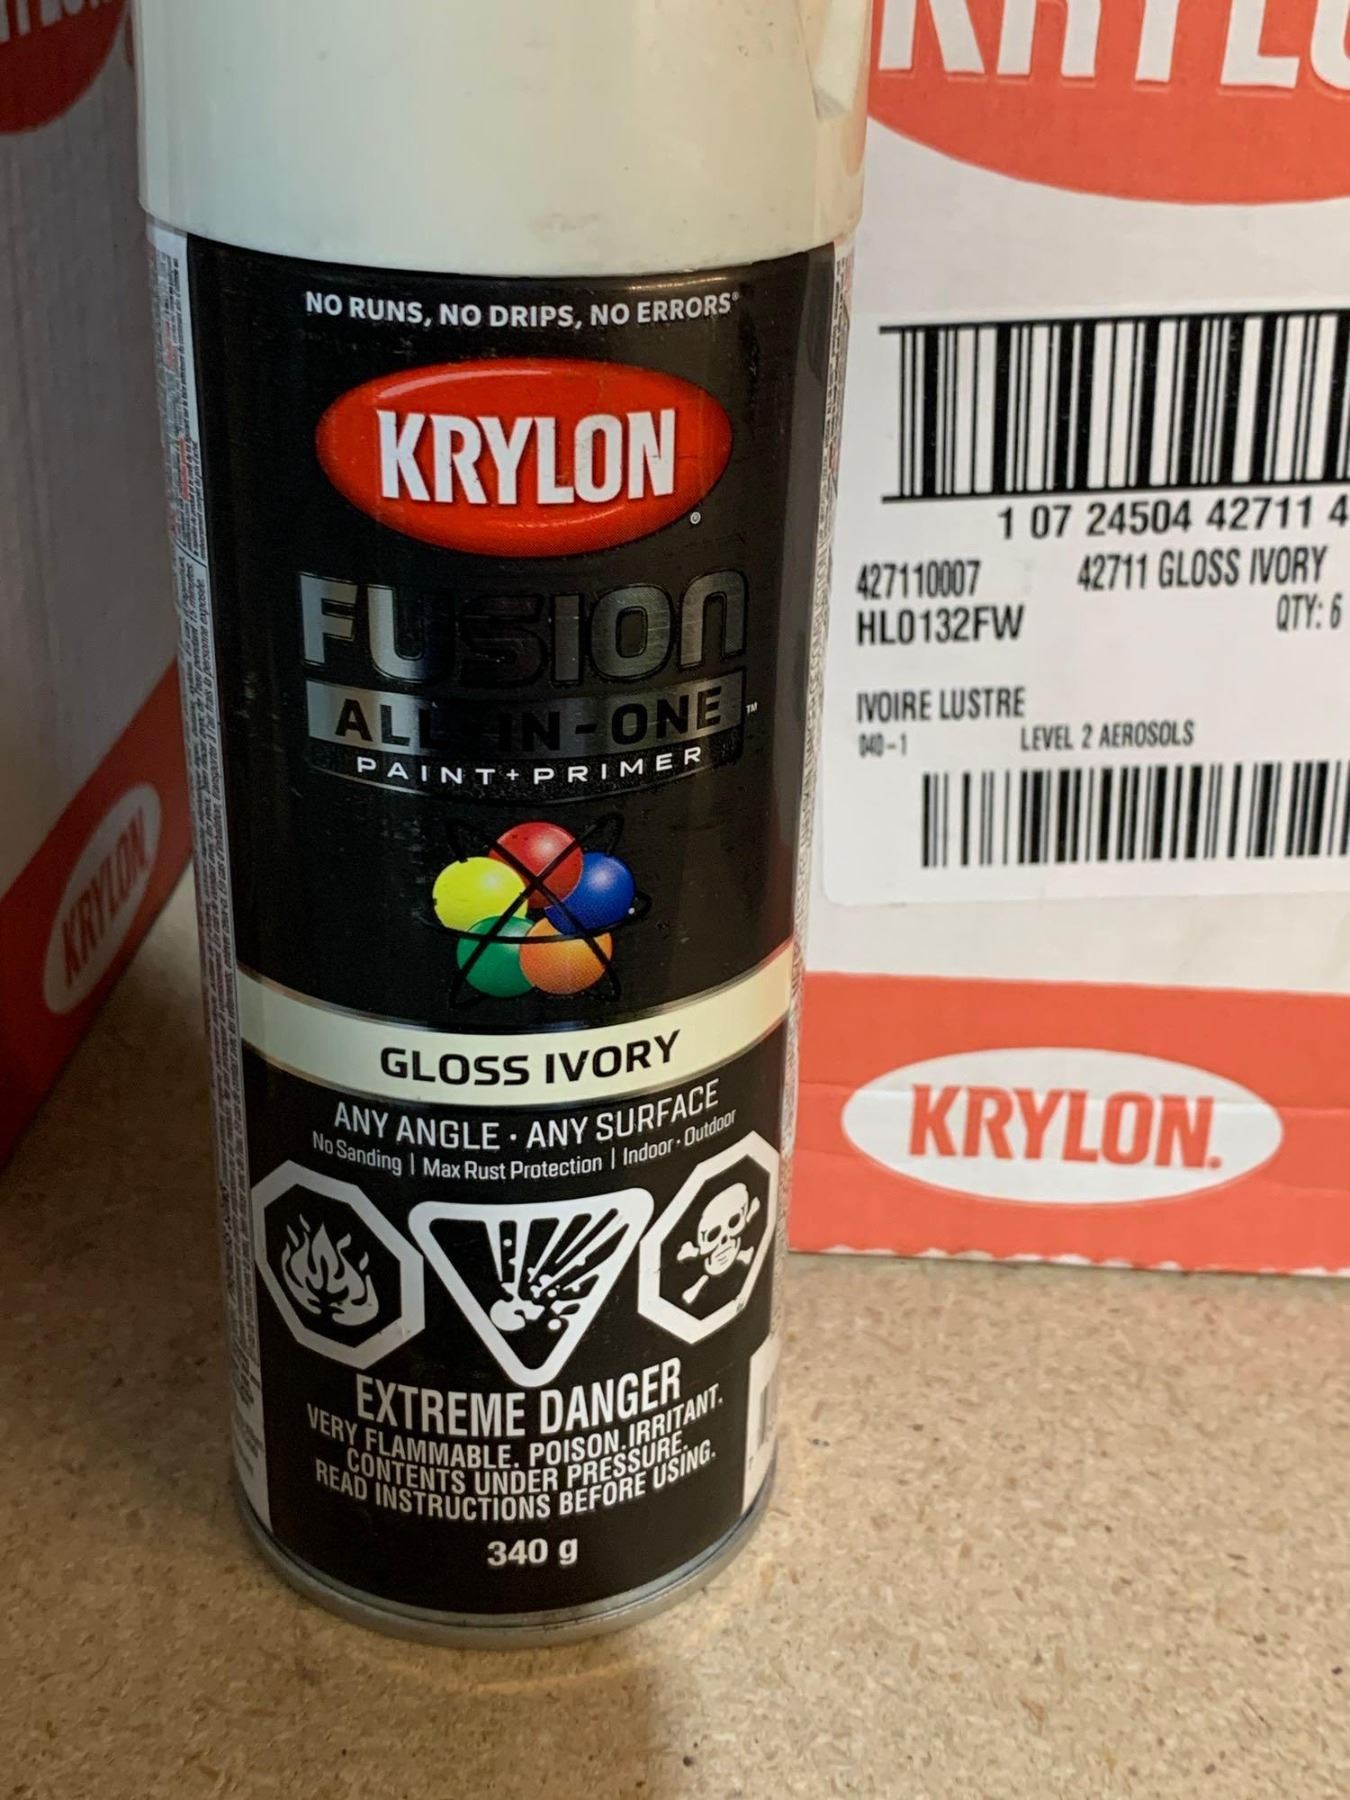 NO RUNS, NO DRIPS, NO ERRORS®
KRYLON®
FUSION
ALL-IN-ONE™
PAINT+PRIMER
GLOSS IVORY
ANY ANGLE · ANY SURFACE
No Sanding | Max Rust Protection | Indoor · Outdoor
EXTREME DANGER
VERY FLAMMABLE. POISON. IRRITANT.
CONTENTS UNDER PRESSURE.
READ INSTRUCTIONS BEFORE USING.
340 g
1 07 24504 42711 4
427110007
42711 GLOSS IVORY
HL0132FW
QTY: 6
IVOIRE LUSTRE
040-1
LEVEL 2 AEROSOLS
KRYLON.
KRYLON